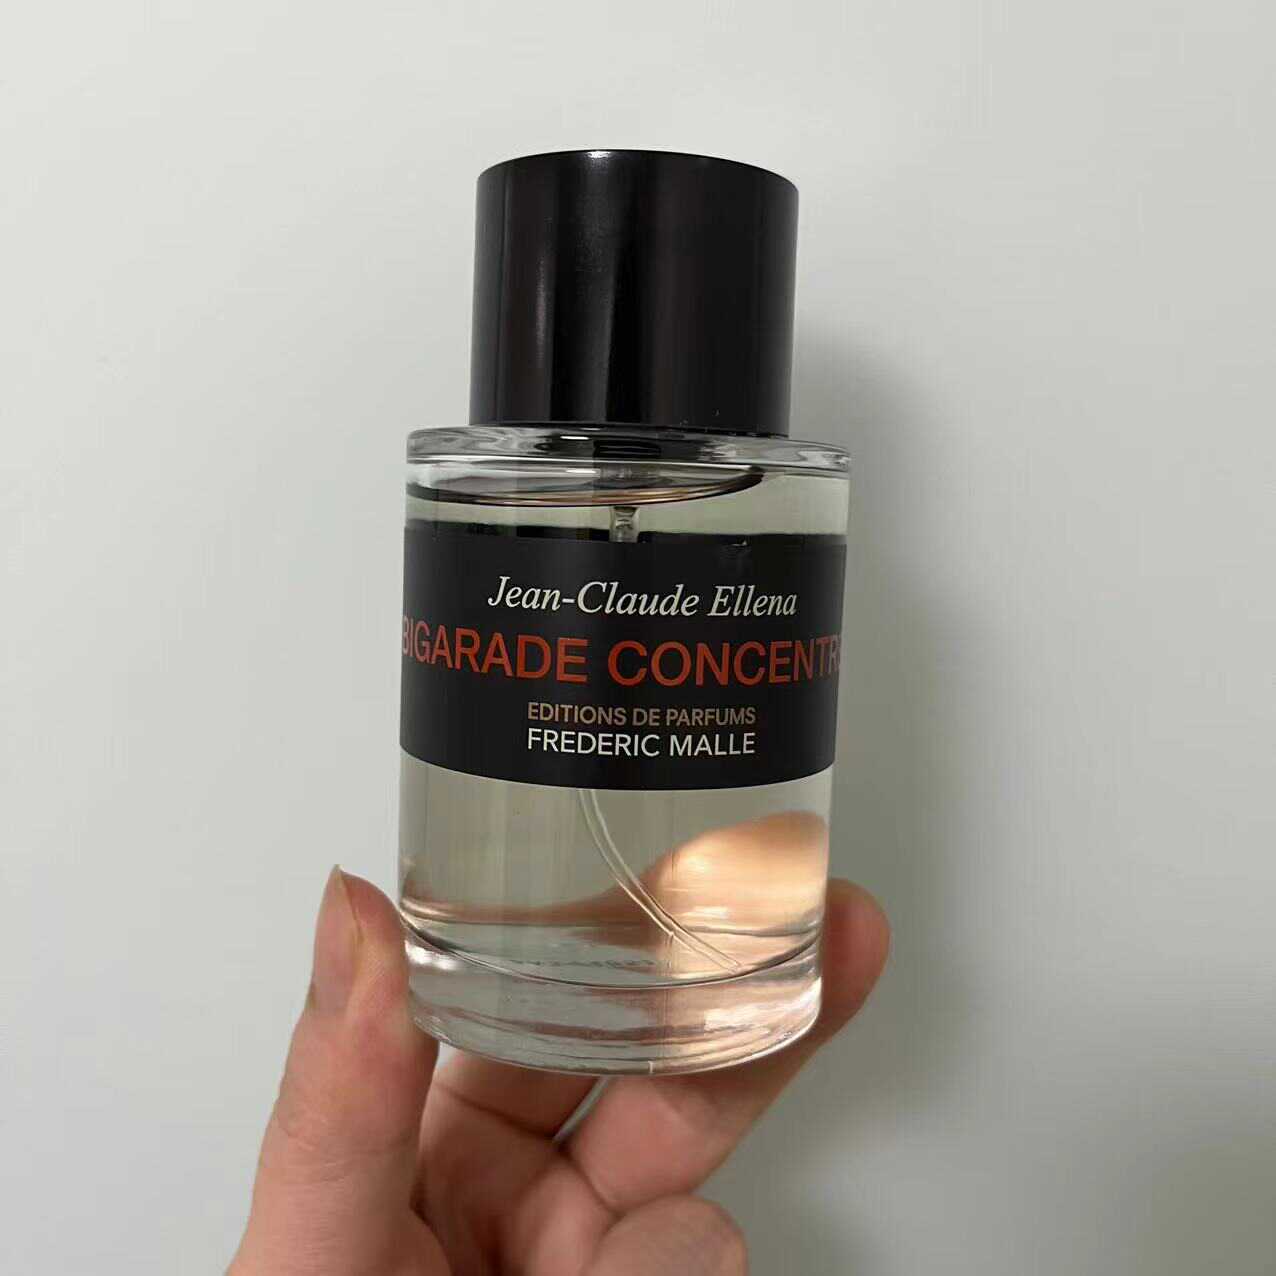 Jean-Claude Ellena
BIGARADE CONCENTR
EDITIONS DE PARFUMS
FREDERIC MALLE